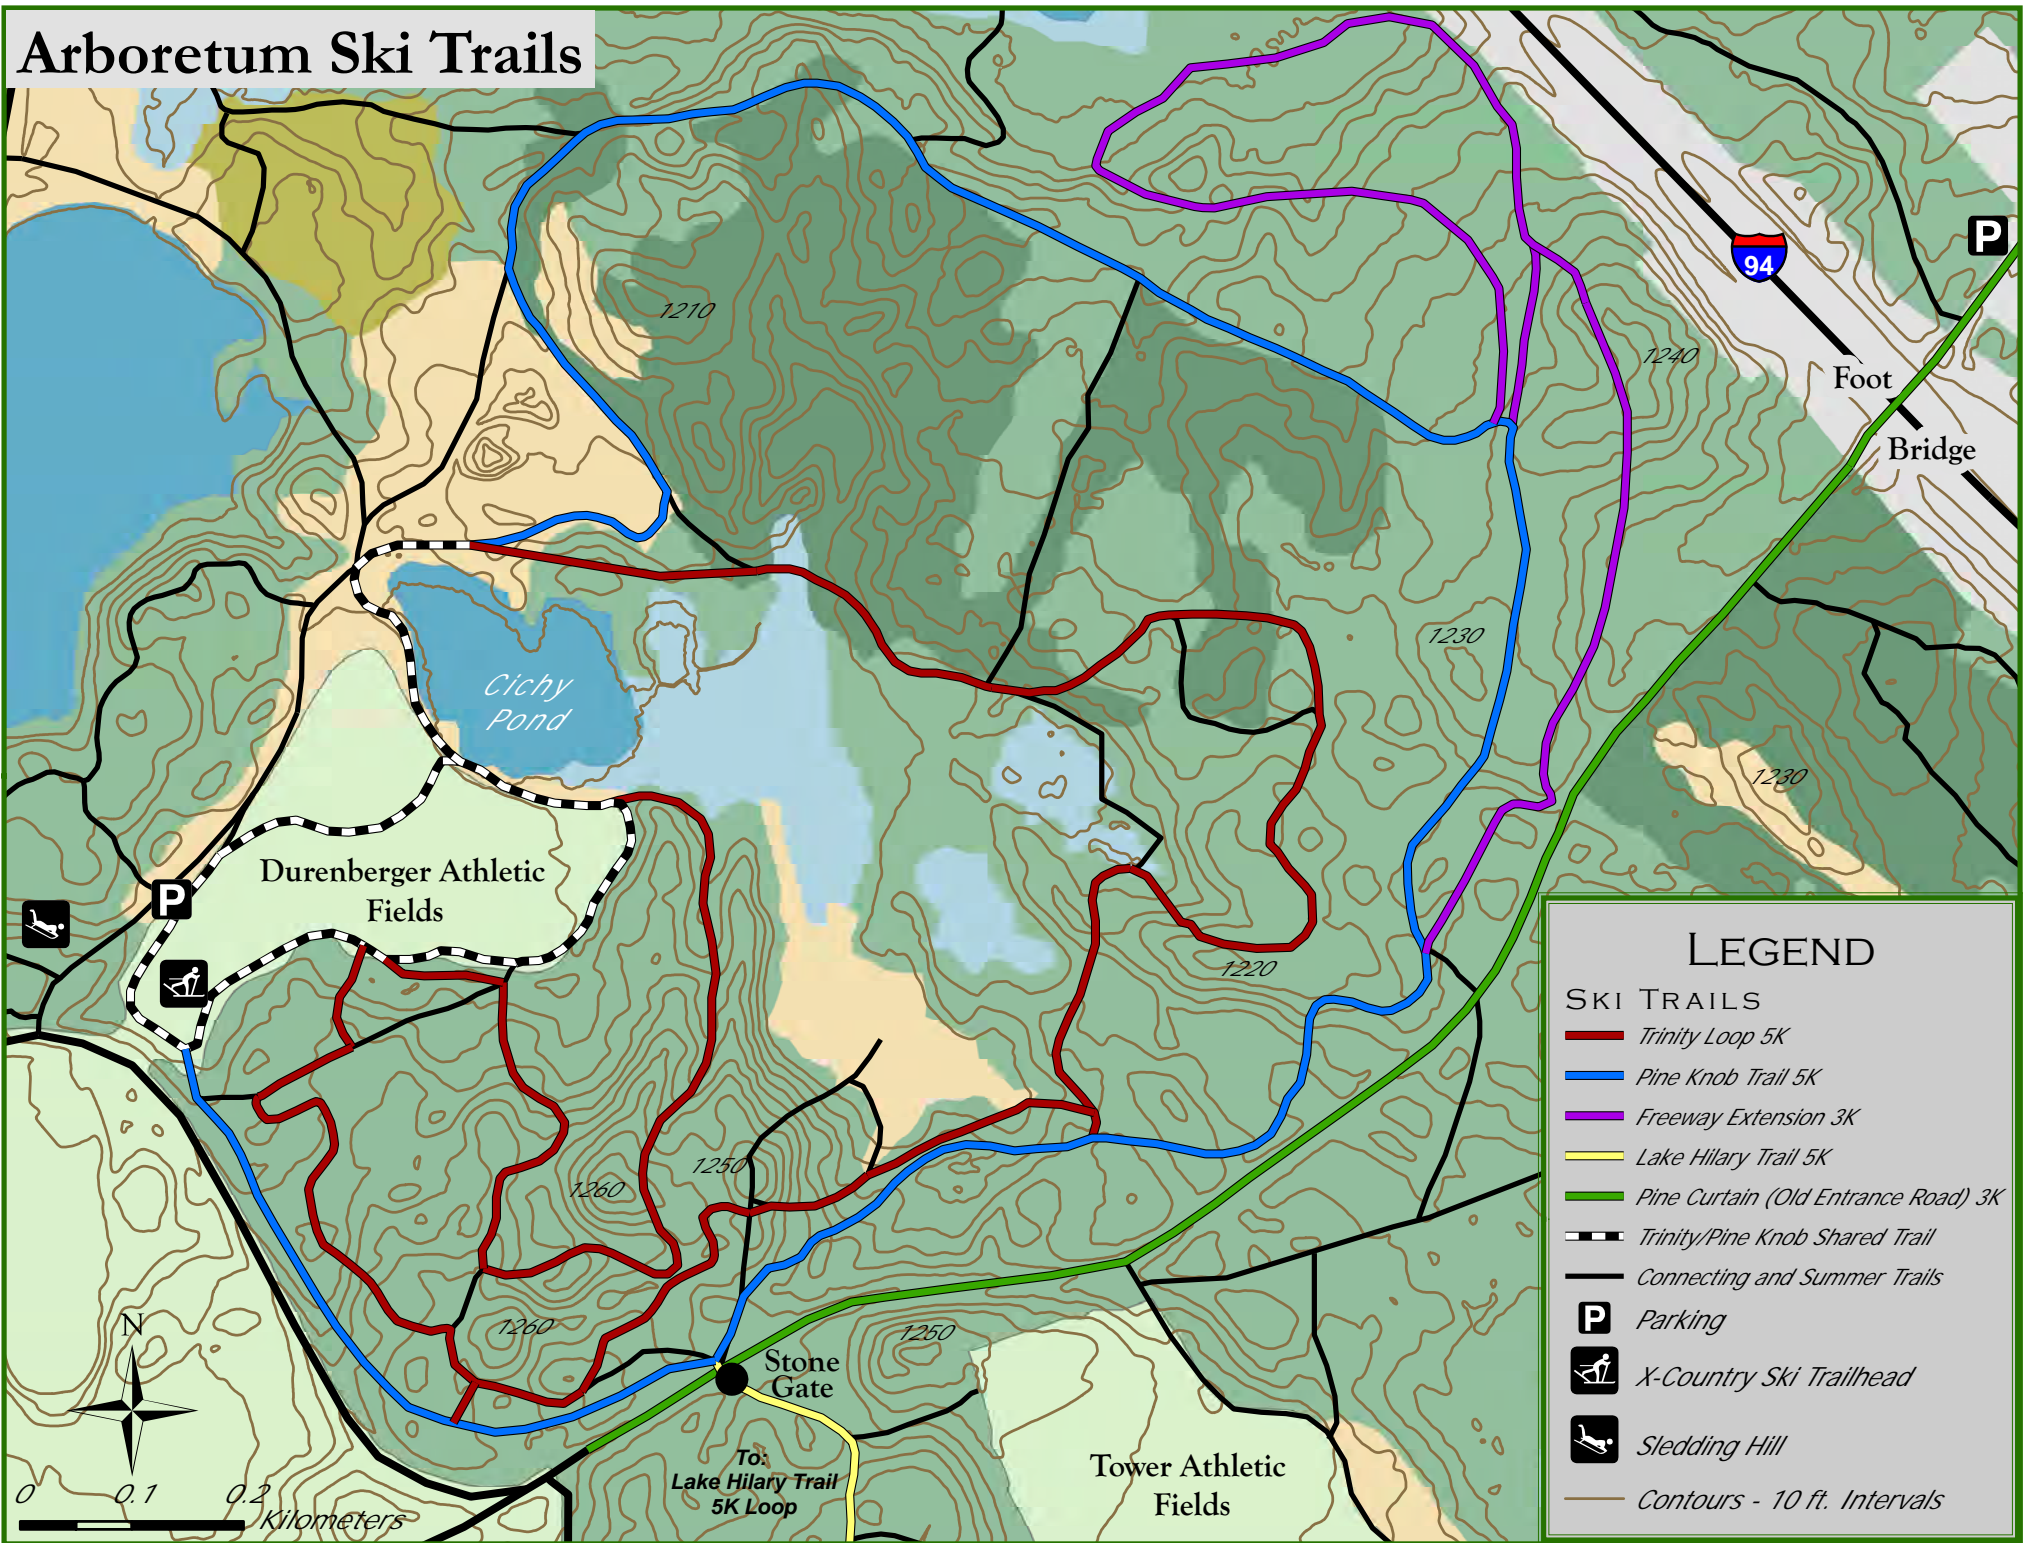 Arboretum Ski Trails
P
94
1210
1240
Foot
Bridge
1230
Cichy
Pond
1230
Durenberger Athletic
Fields
P
1220
1250
1260
1260
1250
Stone
Gate
To:
Lake Hilary Trail
5K Loop
Tower Athletic
Fields
N
0 0.1 0.2
Kilometers
LEGEND
SKI TRAILS
Trinity Loop 5K
Pine Knob Trail 5K
Freeway Extension 3K
Lake Hilary Trail 5K
Pine Curtain (Old Entrance Road) 3K
Trinity/Pine Knob Shared Trail
Connecting and Summer Trails
P Parking
X-Country Ski Trailhead
Sledding Hill
Contours - 10 ft. Intervals